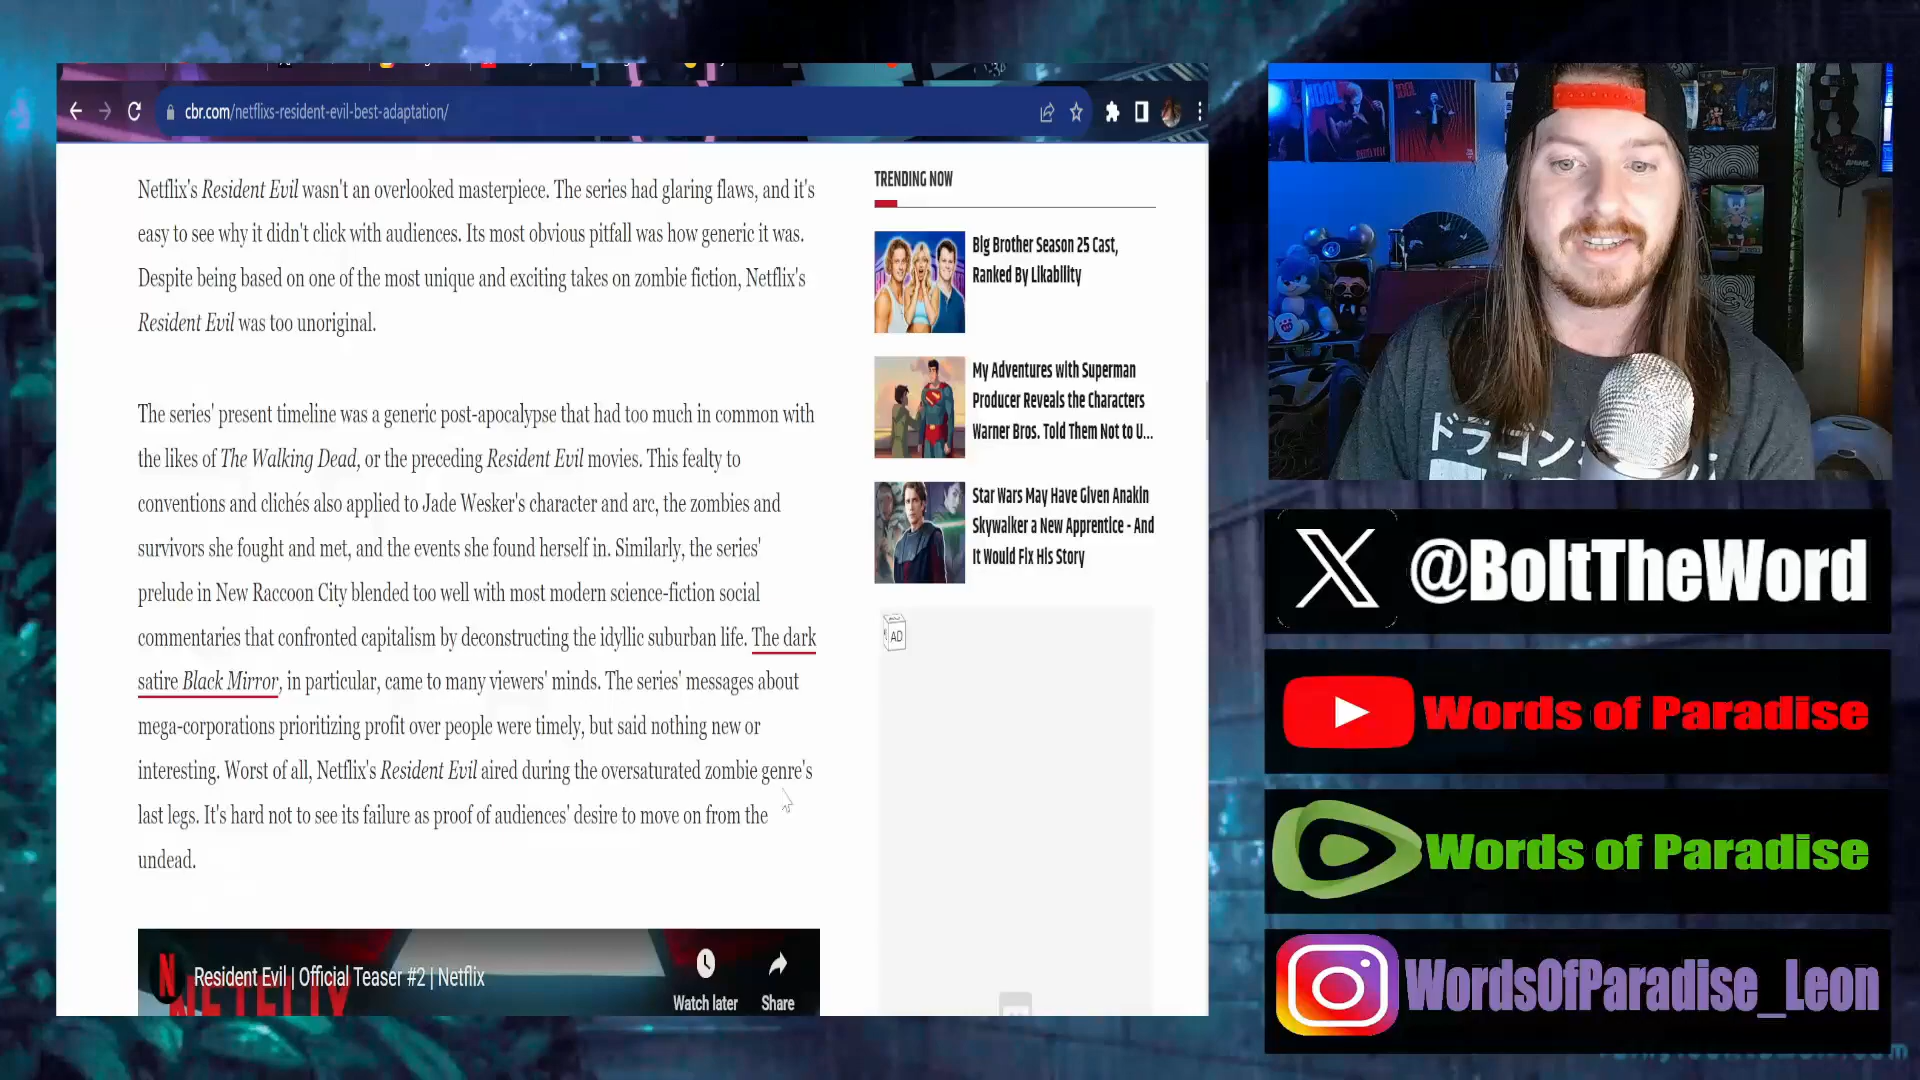 cbr.com/netflixs-resident-evil-best-adaptation/
Netflix's Resident Evil wasn't an overlooked masterpiece. The series had glaring flaws, and it's
easy to see why it didn't click with audiences. Its most obvious pitfall was how generic it was.
Despite being based on one of the most unique and exciting takes on zombie fiction, Netflix's
Resident Evil was too unoriginal.
The series' present timeline was a generic post-apocalypse that had too much in common with
the likes of The Walking Dead, or the preceding Resident Evil movies. This fealty to
conventions and clichés also applied to Jade Wesker's character and arc, the zombies and
survivors she fought and met, and the events she found herself in. Similarly, the series'
prelude in New Raccoon City blended too well with most modern science-fiction social
commentaries that confronted capitalism by deconstructing the idyllic suburban life. The dark
satire Black Mirror, in particular, came to many viewers' minds. The series' messages about
mega-corporations prioritizing profit over people were timely, but said nothing new or
interesting. Worst of all, Netflix's Resident Evil aired during the oversaturated zombie genre's
last legs. It's hard not to see its failure as proof of audiences' desire to move on from the
undead.
Resident Evil | Official Teaser #2 | Netflix
Watch later
Share
NETFLIX
TRENDING NOW
Big Brother Season 25 Cast,
Ranked By Likability
My Adventures with Superman
Producer Reveals the Characters
Warner Bros. Told Them Not to U...
Star Wars May Have Given Anakin
Skywalker a New Apprentice - And
It Would Fix His Story
AD
IDOL
IDOL
ドラゴン
X @BoltTheWord
Words of Paradise
Words of Paradise
WordsOfParadise_Leon